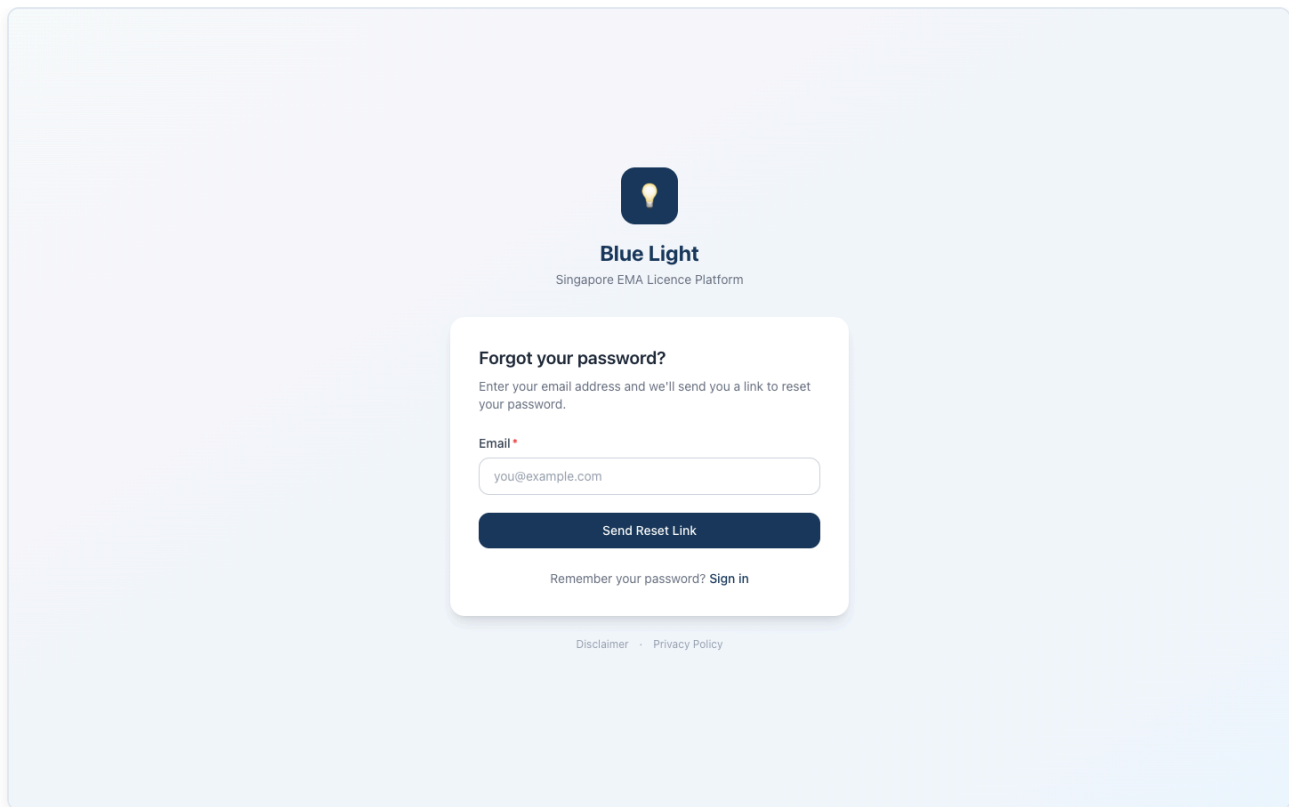 Blue Light
Singapore EMA Licence Platform
Forgot your password?
Enter your email address and we'll send you a link to reset
your password.
Email *
you@example.com
Send Reset Link
Remember your password? Sign in
Disclaimer · Privacy Policy